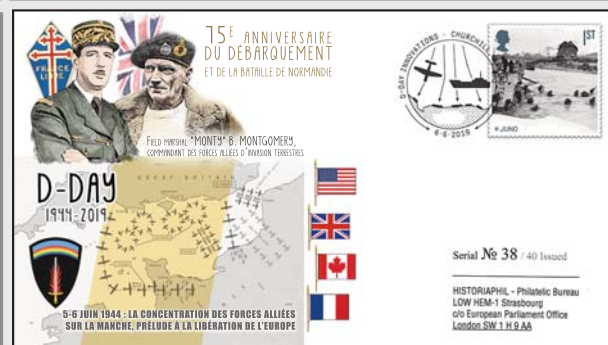 75E ANNIVERSAIRE
DU DÉBARQUEMENT
ET DE LA BATAILLE DE NORMANDIE
FRANCE
LIBRE
FIELD MARSHAL "MONTY" B. MONTGOMERY,
COMMANDANT DES FORCES ALLIÉES D'INVASION TERRESTRES
D-DAY
1944-2019
GREAT BRITAIN
5-6 JUIN 1944 : LA CONCENTRATION DES FORCES ALLIÉES
SUR LA MANCHE, PRÉLUDE À LA LIBÉRATION DE L'EUROPE
D-DAY INNOVATIONS - CHURCHILL
6-6-2019
1ST
JUNO
Serial № 38 / 40 Issued
HISTORIAPHIL - Philatelic Bureau
LOW HEM-1 Strasbourg
c/o European Parliament Office
London SW 1 H 9 AA